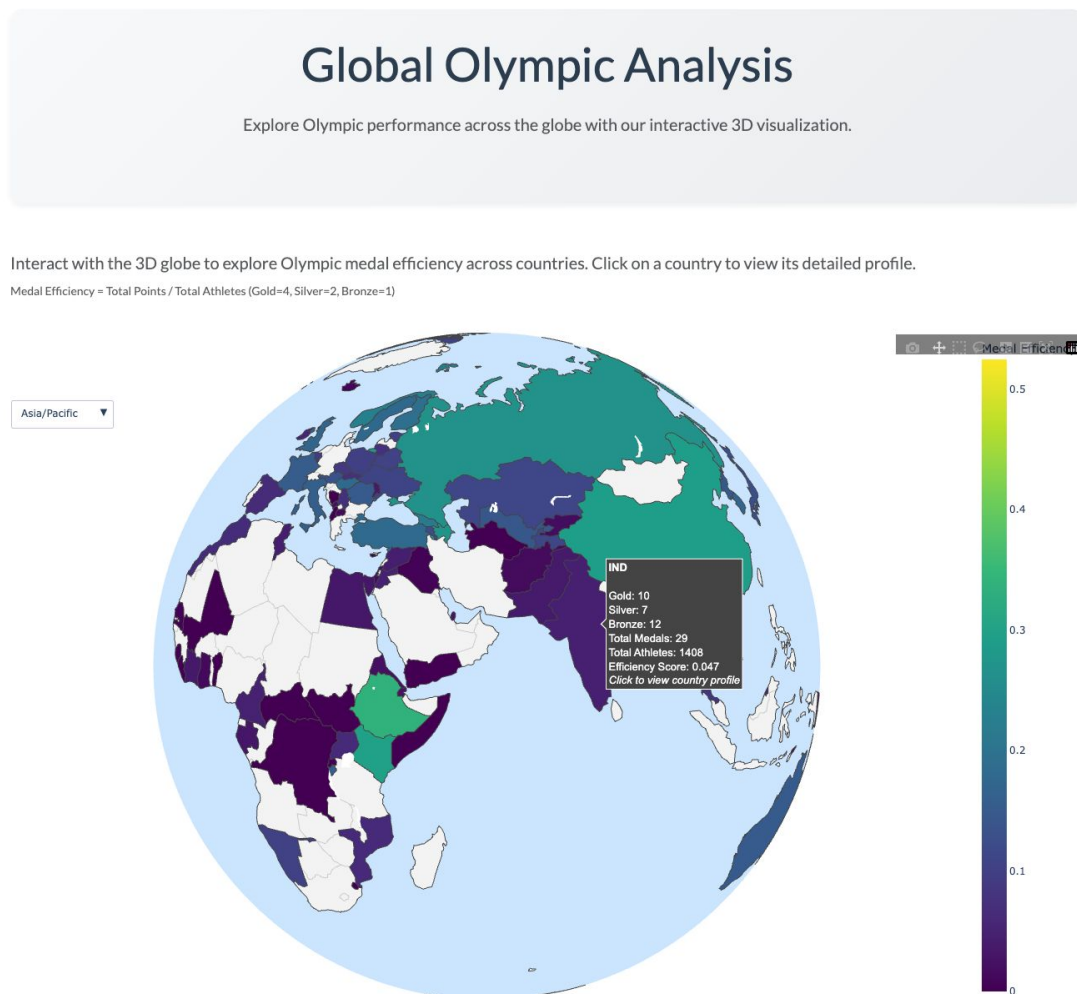 Global Olympic Analysis
Explore Olympic performance across the globe with our interactive 3D visualization.
Interact with the 3D globe to explore Olympic medal efficiency across countries. Click on a country to view its detailed profile.
Medal Efficiency = Total Points / Total Athletes (Gold=4, Silver=2, Bronze=1)
Asia/Pacific
Medal Efficienc
0.5
0.4
0.3
0.2
0.1
0
IND
Gold: 10
Silver: 7
Bronze: 12
Total Medals: 29
Total Athletes: 1408
Efficiency Score: 0.047
Click to view country profile